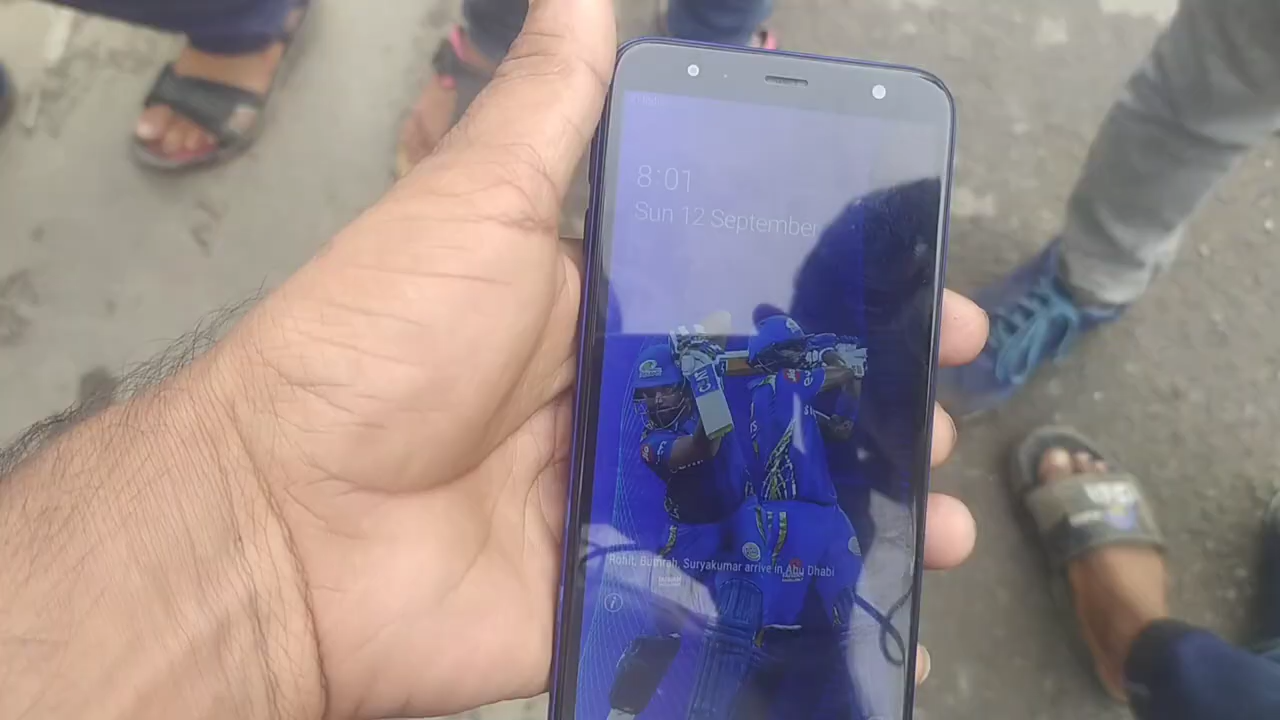 8:01
Sun 12 September
Rohit, Bumrah, Suryakumar arrive in Abu Dhabi